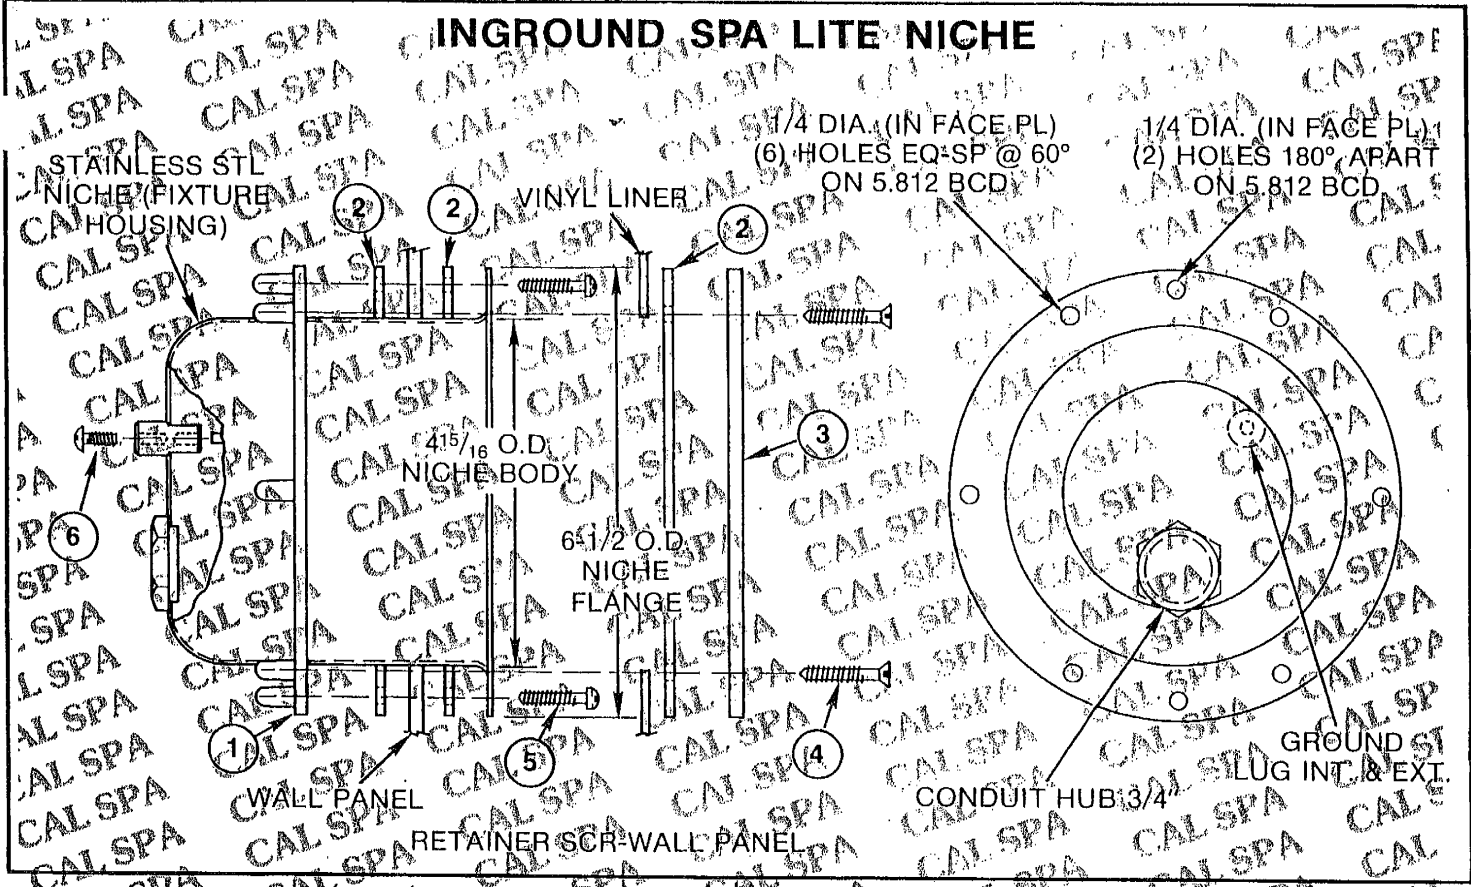 INGROUND SPA LITE NICHE
STAINLESS STL
NICHE (FIXTURE
HOUSING)
2
2
VINYL LINER
2
1/4 DIA. (IN FACE PL)
(6) HOLES EQ-SP @ 60°
ON 5.812 BCD
1/4 DIA. (IN FACE PL)
(2) HOLES 180° APART
ON 5.812 BCD
4 15/16 O.D.
NICHE BODY
3
6
6-1/2 O.D.
NICHE
FLANGE
1
5
4
WALL PANEL
RETAINER SCR-WALL PANEL
CONDUIT HUB 3/4"
GROUND
LUG INT. & EXT.
CAL SPA